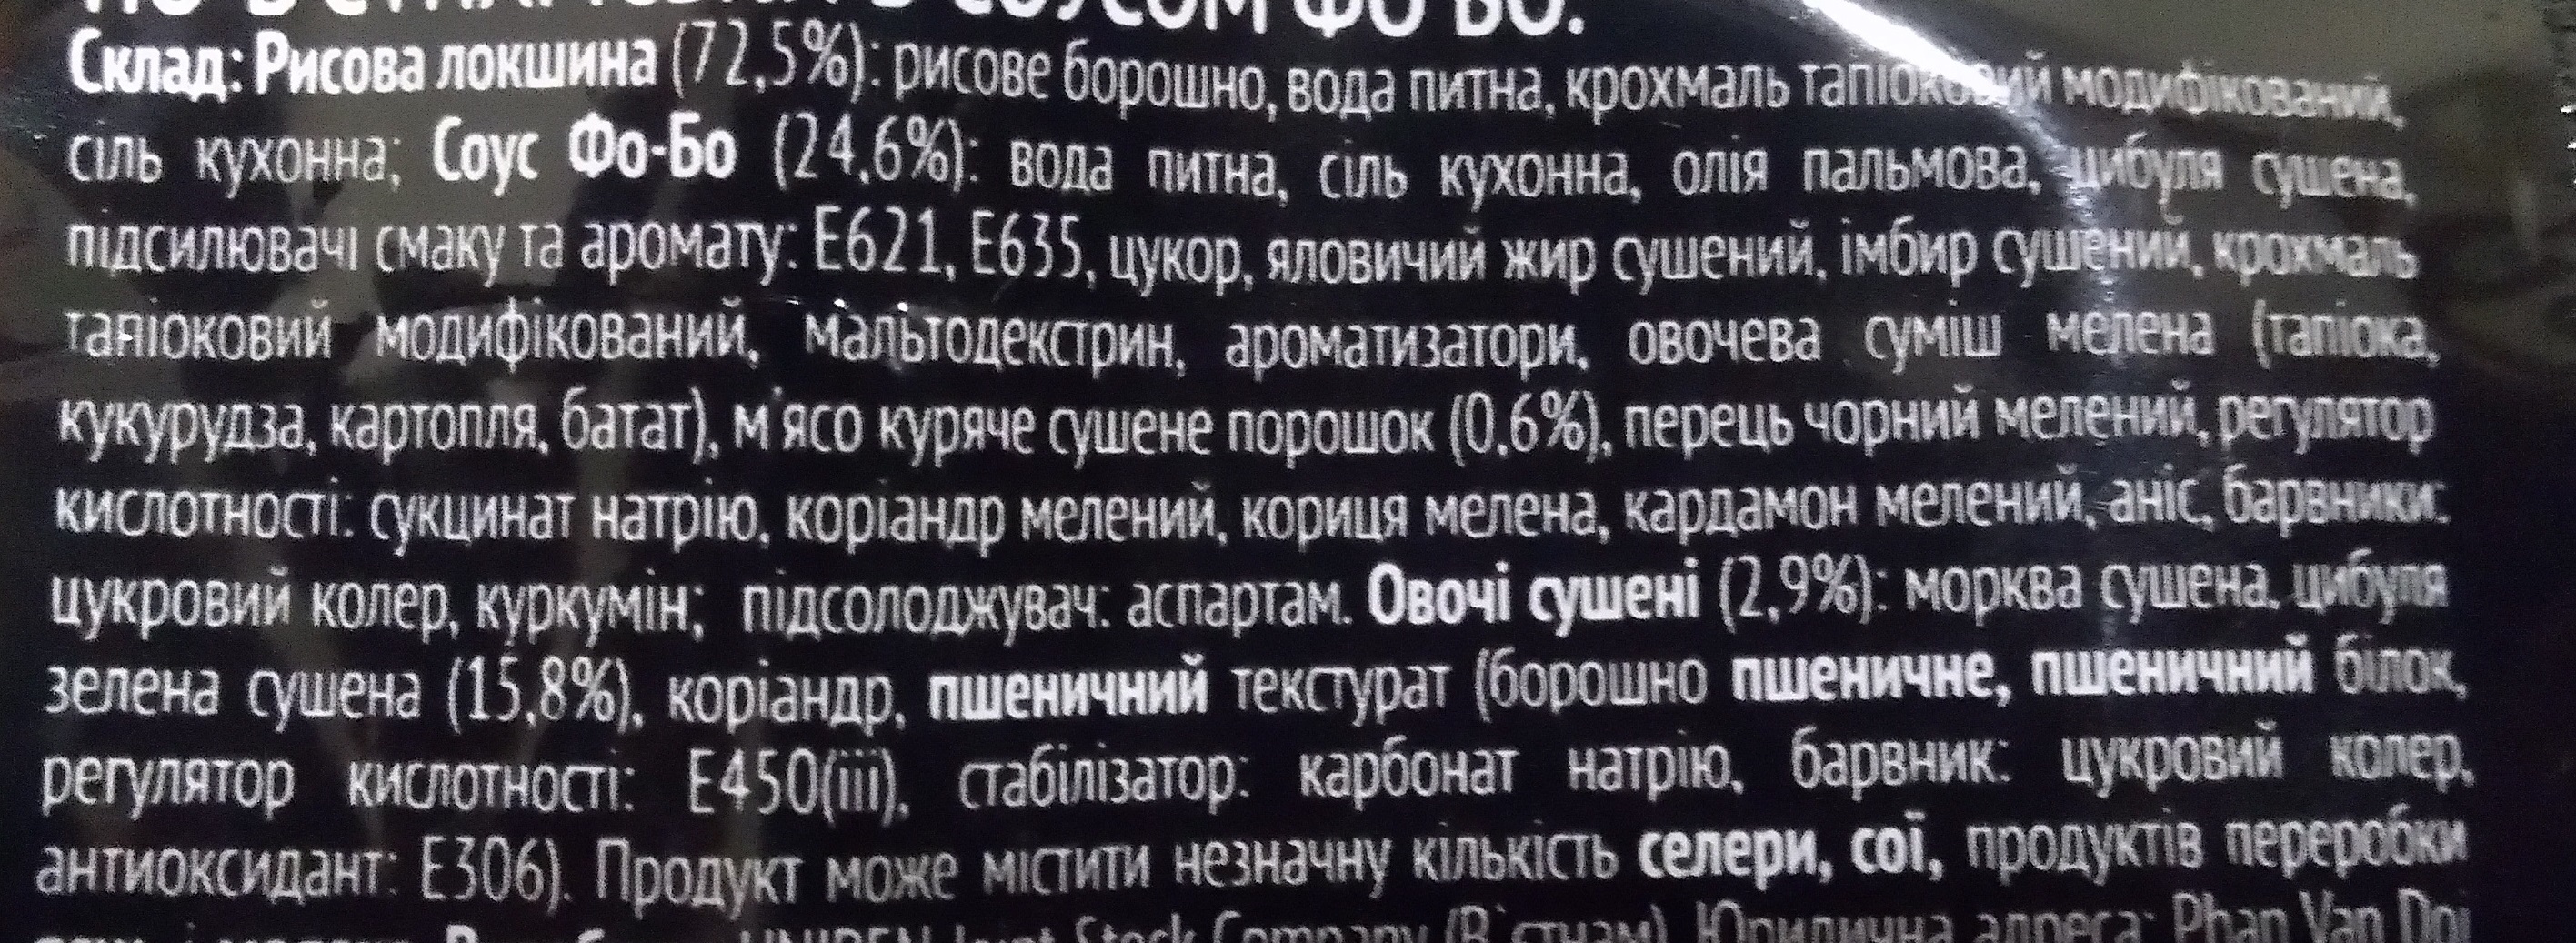 СОУСОМ ФО БО.
Склад: Рисова локшина (72,5%): рисове борошно, вода питна, крохмаль тапіоковий модифікований,
сіль кухонна; Соус Фо-Бо (24,6%): вода питна, сіль кухонна, олія пальмова, цибуля сушена,
підсилювачі смаку та аромату: Е621, Е635, цукор, яловичий жир сушений, імбир сушений, крохмаль
тапіоковий модифікований, мальтодекстрин, ароматизатори, овочева суміш мелена (тапіока,
кукурудза, картопля, батат), м'ясо куряче сушене порошок (0,6%), перець чорний мелений, регулятор
кислотності: сукцинат натрію, коріандр мелений, кориця мелена, кардамон мелений, аніс, барвники:
цукровий колер, куркумін; підсолоджувач: аспартам. Овочі сушені (2,9%): морква сушена, цибуля
зелена сушена (15,8%), коріандр, пшеничний текстурат (борошно пшеничне, пшеничний білок,
регулятор кислотності: Е450(iii), стабілізатор: карбонат натрію, барвник: цукровий колер,
антиоксидант: Е306). Продукт може містити незначну кількість селери, сої, продуктів переробки
Joint Stock Company (В`єтнам). Юридична адреса: Phan Van Doi